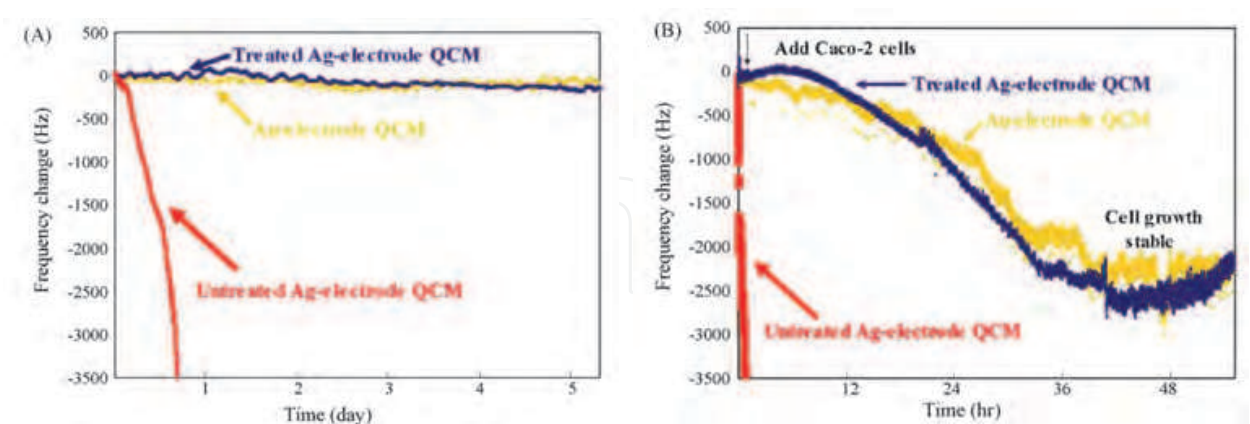 (A)
500
0
-500
-1000
-1500
-2000
-2500
-3000
-3500
Frequency change (Hz)
Treated Ag-electrode QCM
Au-electrode QCM
Untreated Ag-electrode QCM
1
2
3
4
5
Time (day)
(B)
500
0
-500
-1000
-1500
-2000
-2500
-3000
-3500
Frequency change (Hz)
Add Caco-2 cells
Treated Ag-electrode QCM
Au-electrode QCM
Cell growth
stable
Untreated Ag-electrode QCM
12
24
36
48
Time (hr)